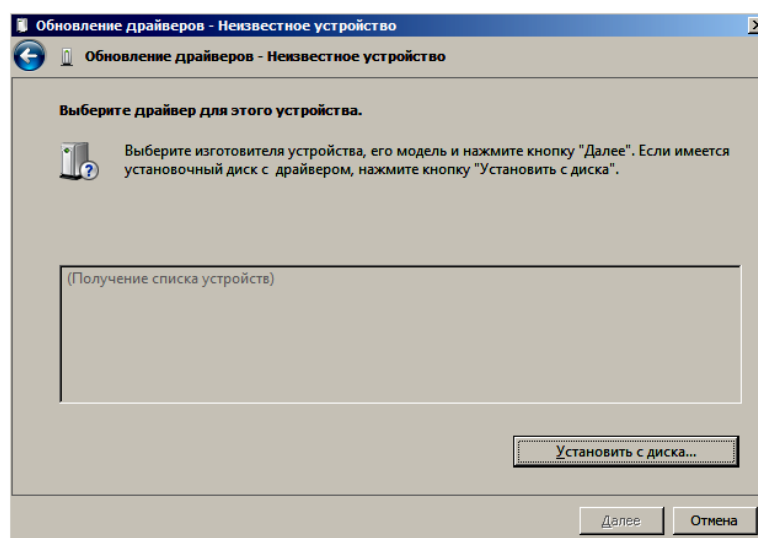 Обновление драйверов - Неизвестное устройство
Обновление драйверов - Неизвестное устройство
Выберите драйвер для этого устройства.
Выберите изготовителя устройства, его модель и нажмите кнопку "Далее". Если имеется
установочный диск с драйвером, нажмите кнопку "Установить с диска".
(Получение списка устройств)
Установить с диска...
Далее Отмена